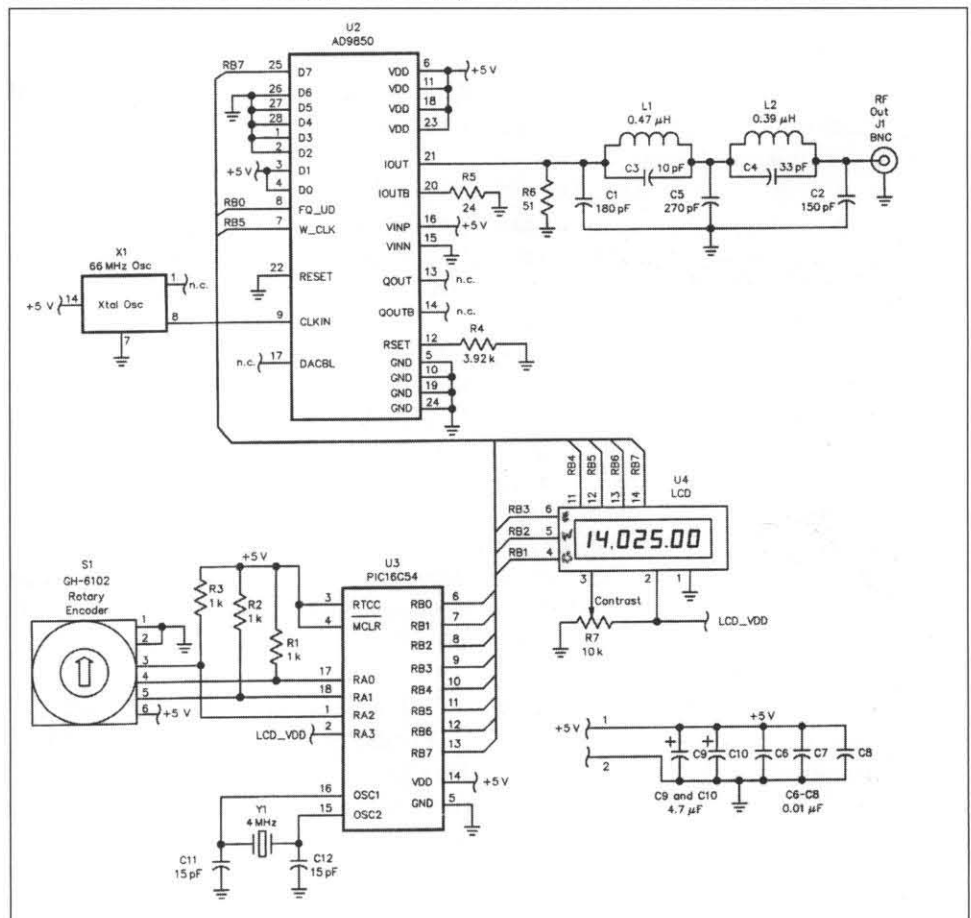 U2
AD9850
RB7
25 D7
26 D6
27 D5
28 D4
1 D3
2 D2
+5 V
3 D1
4 D0
RB0
8 FQ_UD
RB5
7 W_CLK
22 RESET
9 CLKIN
n.c.
17 DACBL
VDD 6
+5 V
VDD 11
VDD 18
VDD 23
IOUT 21
IOUTB 20
R5
24
VINP 16
+5 V
VINN 15
QOUT 13
n.c.
QOUTB 14
n.c.
RSET 12
R4
3.92 k
GND 5
GND 10
GND 19
GND 24
X1
66 MHz Osc
Xtal Osc
1
n.c.
+5 V
14
8
7
R6
51
C1
180 pF
L1
0.47 μH
C3
10 pF
C5
270 pF
L2
0.39 μH
C4
33 pF
C2
150 pF
RF
Out
J1
BNC
RB4
RB5
RB6
RB7
11
12
13
14
U4
LCD
RB3 6
RB2 5
RB1 4
14.025.00
3
2
1
Contrast
R7
10 k
LCD_VDD
S1
GH-6102
Rotary
Encoder
1
2
3
4
5
6
+5 V
+5 V
R3
1 k
R2
1 k
R1
1 k
U3
PIC16C54
3 RTCC
4 MCLR
17 RA0
18 RA1
1 RA2
LCD_VDD
2 RA3
16 OSC1
15 OSC2
RB0 6
RB1 7
RB2 8
RB3 9
RB4 10
RB5 11
RB6 12
RB7 13
VDD 14
+5 V
GND 5
Y1
4 MHz
C11
15 pF
C12
15 pF
+5 V
1
2
+5 V
+
C9
+
C10
C6
C7
C8
C9 and C10
4.7 μF
C6-C8
0.01 μF